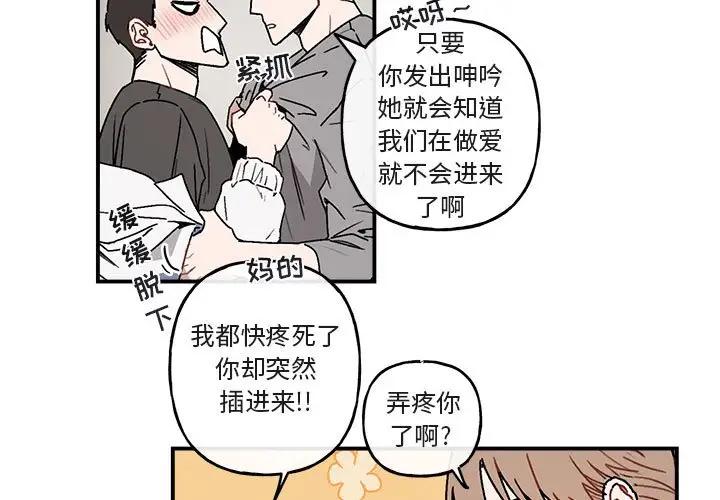 哎呀~
只要
你发出呻吟
她就会知道
我们在做爱
就不会进来
了啊
紧抓
缓
缓
脱
下
妈的
我都快疼死了
你却突然
插进来!!
弄疼你
了啊?